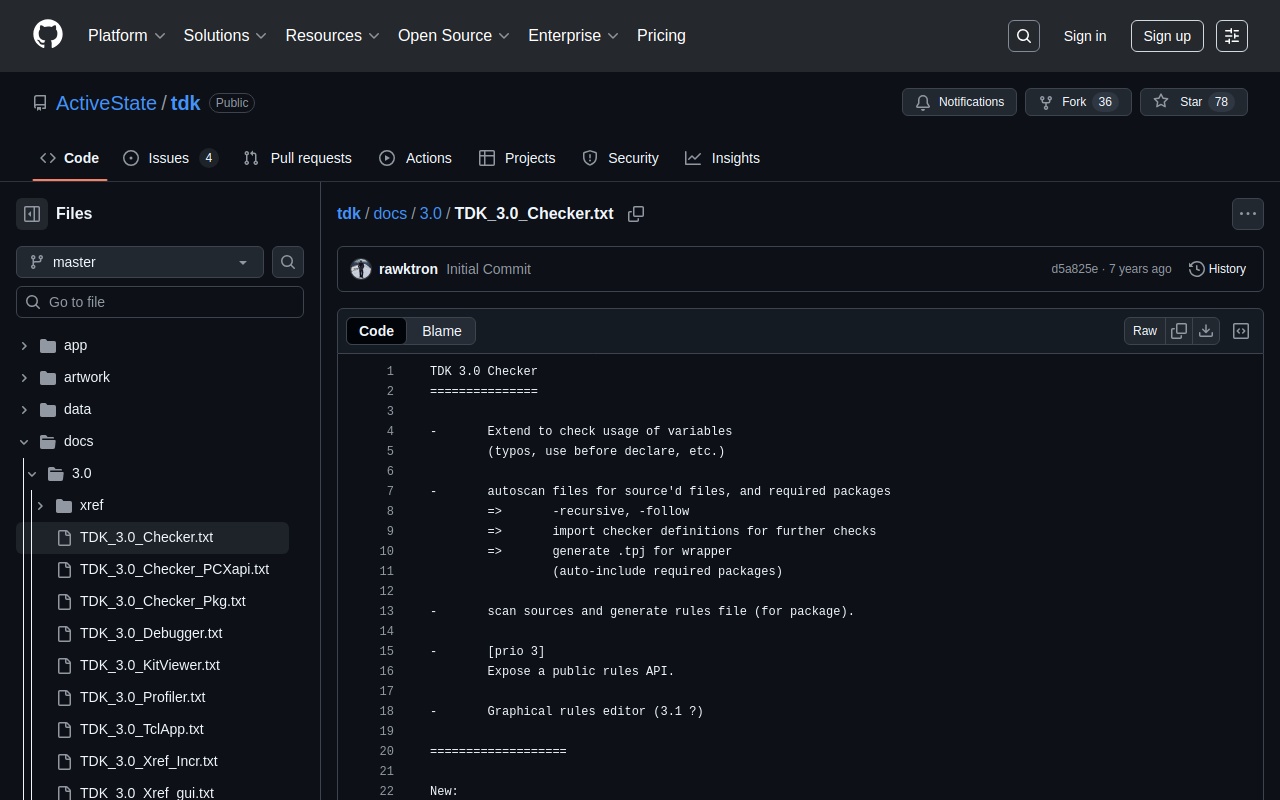 Platform Solutions Resources Open Source Enterprise Pricing Sign in Sign up
ActiveState / tdk Public Notifications Fork 36 Star 78
Code Issues 4 Pull requests Actions Projects Security Insights
Files
master
Go to file
app
artwork
data
docs
3.0
xref
TDK_3.0_Checker.txt
TDK_3.0_Checker_PCXapi.txt
TDK_3.0_Checker_Pkg.txt
TDK_3.0_Debugger.txt
TDK_3.0_KitViewer.txt
TDK_3.0_Profiler.txt
TDK_3.0_TclApp.txt
TDK_3.0_Xref_Incr.txt
TDK_3.0_Xref_gui.txt
tdk / docs / 3.0 / TDK_3.0_Checker.txt
rawktron Initial Commit d5a825e · 7 years ago History
Code Blame Raw
1 TDK 3.0 Checker
2 ===============
3
4 - Extend to check usage of variables
5 (typos, use before declare, etc.)
6
7 - autoscan files for source'd files, and required packages
8 => -recursive, -follow
9 => import checker definitions for further checks
10 => generate .tpj for wrapper
11 (auto-include required packages)
12
13 - scan sources and generate rules file (for package).
14
15 - [prio 3]
16 Expose a public rules API.
17
18 - Graphical rules editor (3.1 ?)
19
20 ===================
21
22 New: